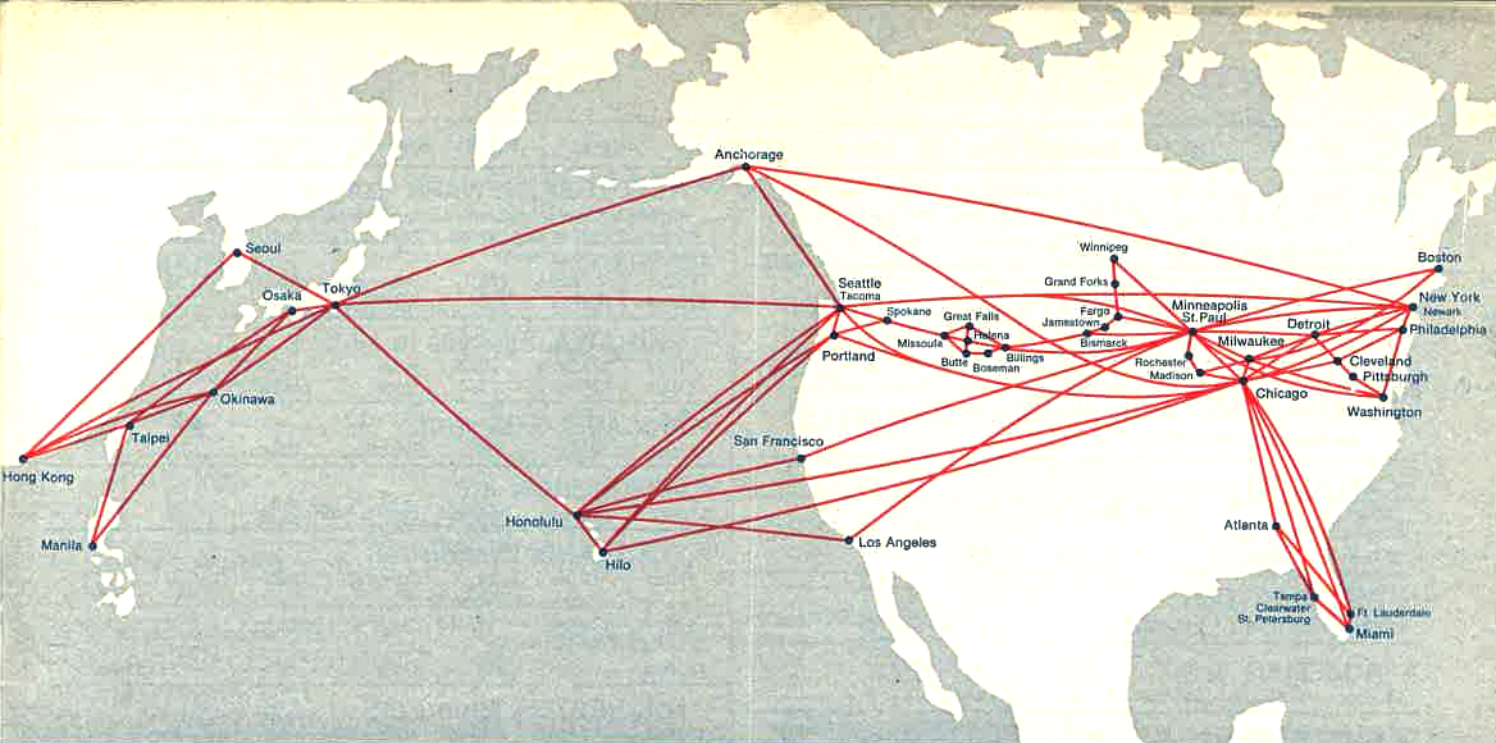 Anchorage
Seoul
Osaka
Tokyo
Okinawa
Taipei
Hong Kong
Manila
Honolulu
Hilo
Seattle
Tacoma
Spokane
Portland
Great Falls
Missoula
Helena
Butte
Boseman
Billings
San Francisco
Los Angeles
Winnipeg
Grand Forks
Fargo
Jamestown
Bismarck
Minneapolis
St. Paul
Rochester
Madison
Milwaukee
Chicago
Detroit
Boston
New York
Newark
Philadelphia
Cleveland
Pittsburgh
Washington
Atlanta
Tampa
Clearwater
St. Petersburg
Ft. Lauderdale
Miami